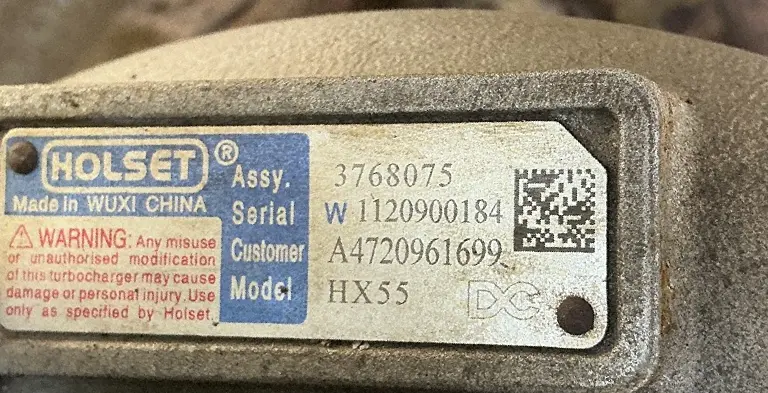 HOLSET®
Made in WUXI CHINA
⚠ WARNING: Any misuse
or unauthorised modification
of this turbocharger may cause
damage or personal injury. Use
only as specified by Holset.
Assy. 3768075
Serial W 1120900184
Customer A4720961699
Model HX55
DC